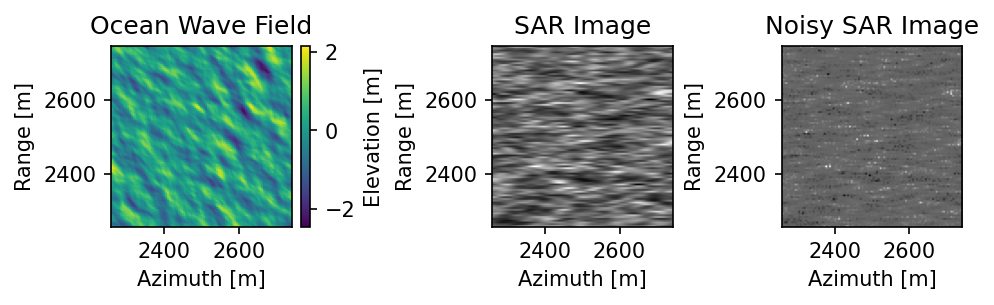 Ocean Wave Field
SAR Image
Noisy SAR Image
Range [m]
2600
2400
2400
2600
Azimuth [m]
2
0
−2
Elevation [m]
Range [m]
2600
2400
2400
2600
Azimuth [m]
Range [m]
2600
2400
2400
2600
Azimuth [m]